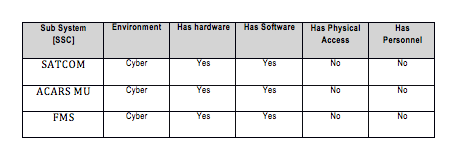 Sub System [SSC] Environment Has hardware Has Software Has Physical Access Has Personnel
SATCOM Cyber Yes Yes No No
ACARS MU Cyber Yes Yes No No
FMS Cyber Yes Yes No No